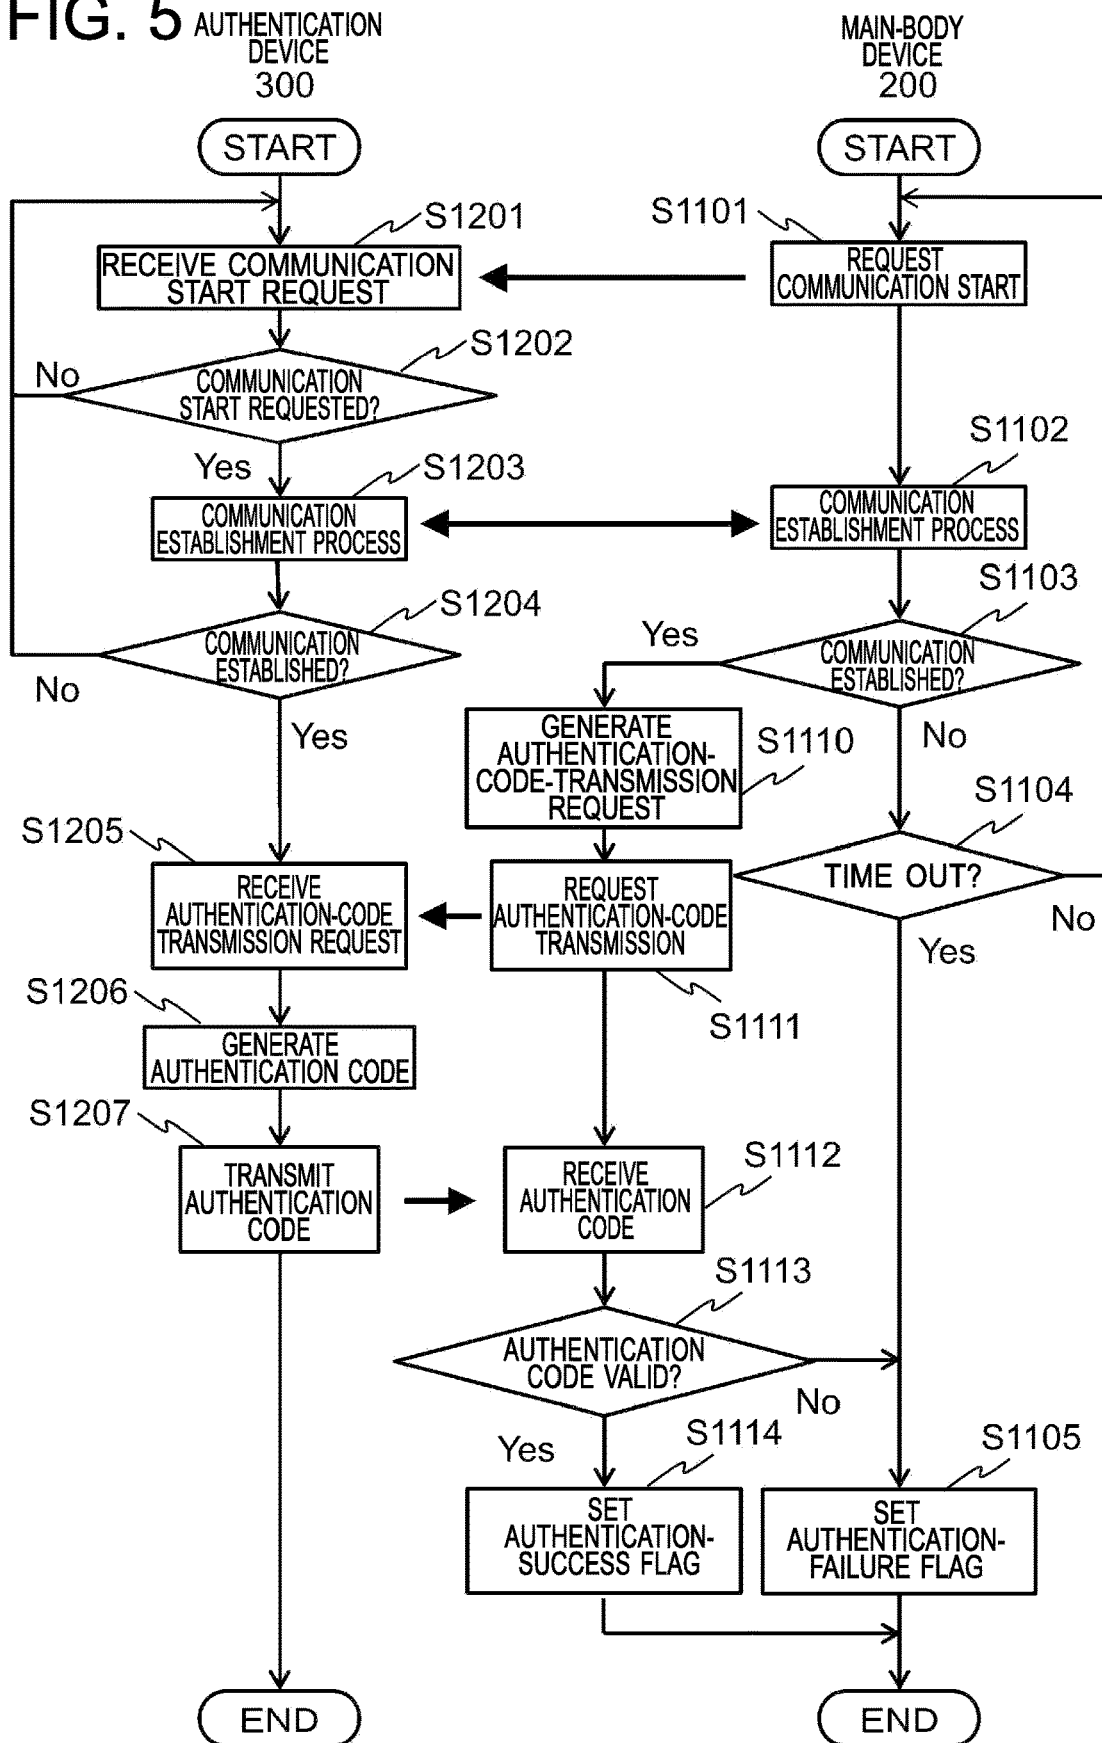 FIG. 5
AUTHENTICATION
DEVICE
300
MAIN-BODY
DEVICE
200
START
START
S1201
RECEIVE COMMUNICATION
START REQUEST
S1101
REQUEST
COMMUNICATION START
S1202
COMMUNICATION
START REQUESTED?
No
Yes
S1203
COMMUNICATION
ESTABLISHMENT PROCESS
S1102
COMMUNICATION
ESTABLISHMENT PROCESS
S1204
COMMUNICATION
ESTABLISHED?
No
Yes
S1103
COMMUNICATION
ESTABLISHED?
Yes
No
GENERATE
AUTHENTICATION-
CODE-TRANSMISSION
REQUEST
S1110
S1104
TIME OUT?
No
Yes
S1205
RECEIVE
AUTHENTICATION-CODE
TRANSMISSION REQUEST
REQUEST
AUTHENTICATION-CODE
TRANSMISSION
S1111
S1206
GENERATE
AUTHENTICATION CODE
S1207
TRANSMIT
AUTHENTICATION
CODE
S1112
RECEIVE
AUTHENTICATION
CODE
S1113
AUTHENTICATION
CODE VALID?
No
Yes
S1114
SET
AUTHENTICATION-
SUCCESS FLAG
S1105
SET
AUTHENTICATION-
FAILURE FLAG
END
END